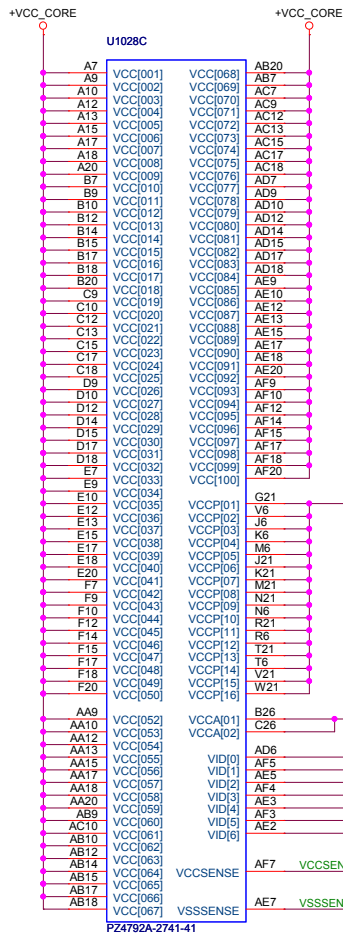 +VCC_CORE +VCC_CORE
U1028C
A7 VCC[001] VCC[068] AB20
A9 VCC[002] VCC[069] AB7
A10 VCC[003] VCC[070] AC7
A12 VCC[004] VCC[071] AC9
A13 VCC[005] VCC[072] AC12
A15 VCC[006] VCC[073] AC13
A17 VCC[007] VCC[074] AC15
A18 VCC[008] VCC[075] AC17
A20 VCC[009] VCC[076] AC18
B7 VCC[010] VCC[077] AD7
B9 VCC[011] VCC[078] AD9
B10 VCC[012] VCC[079] AD10
B12 VCC[013] VCC[080] AD12
B14 VCC[014] VCC[081] AD14
B15 VCC[015] VCC[082] AD15
B17 VCC[016] VCC[083] AD17
B18 VCC[017] VCC[084] AD18
B20 VCC[018] VCC[085] AE9
C9 VCC[019] VCC[086] AE10
C10 VCC[020] VCC[087] AE12
C12 VCC[021] VCC[088] AE13
C13 VCC[022] VCC[089] AE15
C15 VCC[023] VCC[090] AE17
C17 VCC[024] VCC[091] AE18
C18 VCC[025] VCC[092] AE20
D9 VCC[026] VCC[093] AF9
D10 VCC[027] VCC[094] AF10
D12 VCC[028] VCC[095] AF12
D14 VCC[029] VCC[096] AF14
D15 VCC[030] VCC[097] AF15
D17 VCC[031] VCC[098] AF17
D18 VCC[032] VCC[099] AF18
E7 VCC[033] VCC[100] AF20
E9 VCC[034]
E10 VCC[035] VCCP[01] G21
E12 VCC[036] VCCP[02] V6
E13 VCC[037] VCCP[03] J6
E15 VCC[038] VCCP[04] K6
E17 VCC[039] VCCP[05] M6
E18 VCC[040] VCCP[06] J21
E20 VCC[041] VCCP[07] K21
F7 VCC[042] VCCP[08] M21
F9 VCC[043] VCCP[09] N21
F10 VCC[044] VCCP[10] N6
F12 VCC[045] VCCP[11] R21
F14 VCC[046] VCCP[12] R6
F15 VCC[047] VCCP[13] T21
F17 VCC[048] VCCP[14] T6
F18 VCC[049] VCCP[15] V21
F20 VCC[050] VCCP[16] W21
AA9 VCC[052] VCCA[01] B26
AA10 VCC[053] VCCA[02] C26
AA12 VCC[054]
AA13 VCC[055] VID[0] AD6
AA15 VCC[056] VID[1] AF5
AA17 VCC[057] VID[2] AE5
AA18 VCC[058] VID[3] AF4
AA20 VCC[059] VID[4] AE3
AB9 VCC[060] VID[5] AF3
AC10 VCC[061] VID[6] AE2
AB10 VCC[062]
AB12 VCC[063]
AB14 VCC[064] VCCSENSE AF7 VCCSEN
AB15 VCC[065]
AB17 VCC[066]
AB18 VCC[067] VSSSENSE AE7 VSSSEN
PZ4792A-2741-41